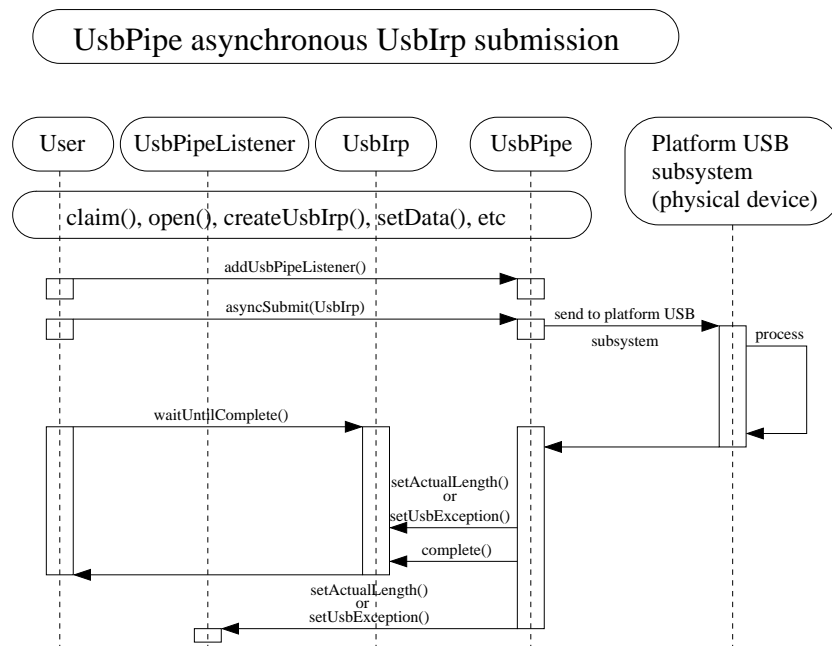 UsbPipe asynchronous UsbIrp submission
User
UsbPipeListener
UsbIrp
UsbPipe
Platform USB
subsystem
(physical device)
claim(), open(), createUsbIrp(), setData(), etc
addUsbPipeListener()
asyncSubmit(UsbIrp)
send to platform USB
subsystem
process
waitUntilComplete()
setActualLength()
or
setUsbException()
complete()
setActualLength()
or
setUsbException()